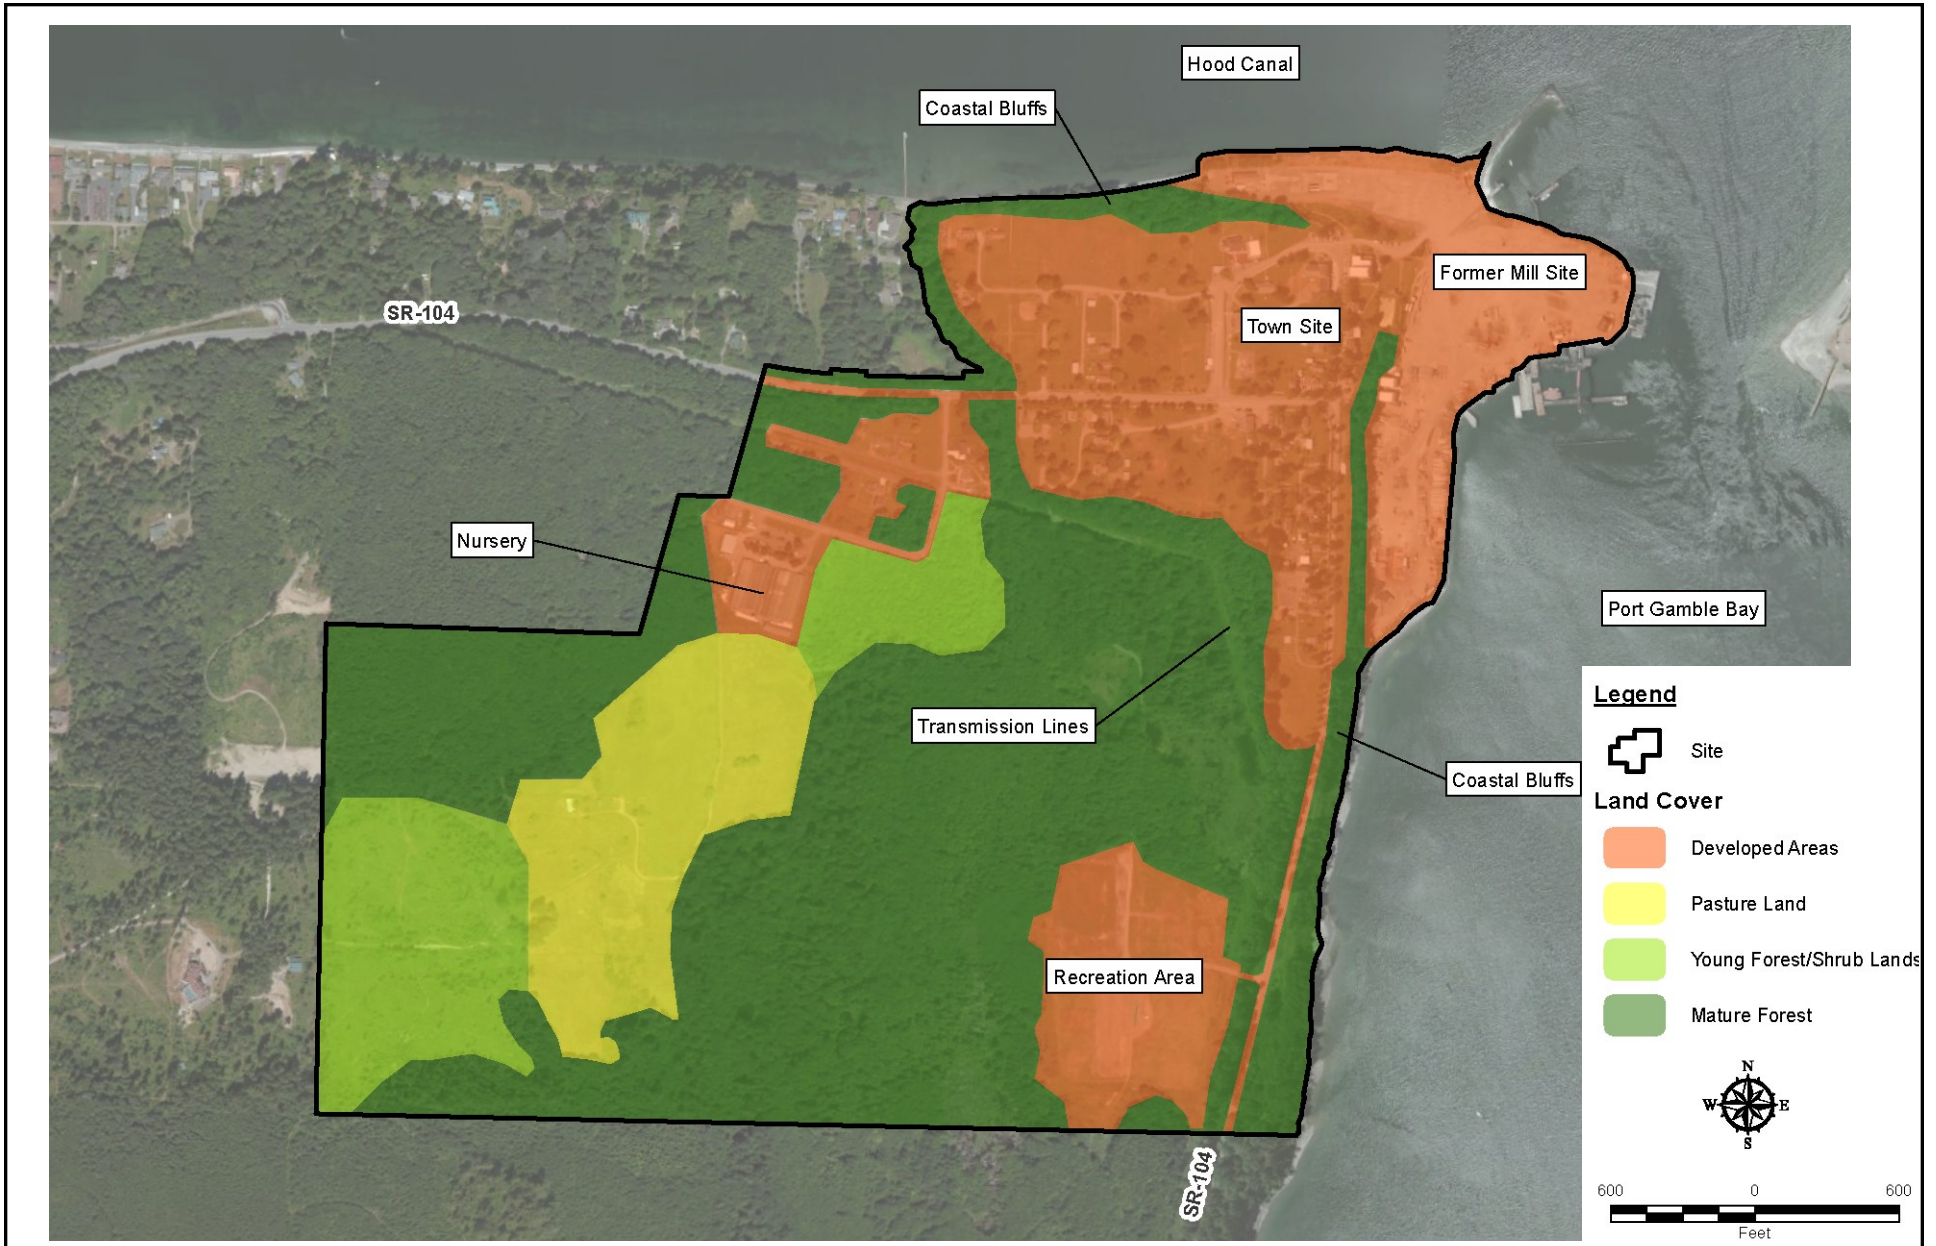 Hood Canal
Coastal Bluffs
Former Mill Site
SR-104
Town Site
Nursery
Port Gamble Bay
Transmission Lines
Coastal Bluffs
Recreation Area
SR-104
Legend
Site
Land Cover
Developed Areas
Pasture Land
Young Forest/Shrub Lands
Mature Forest
N
W E
S
600 0 600
Feet